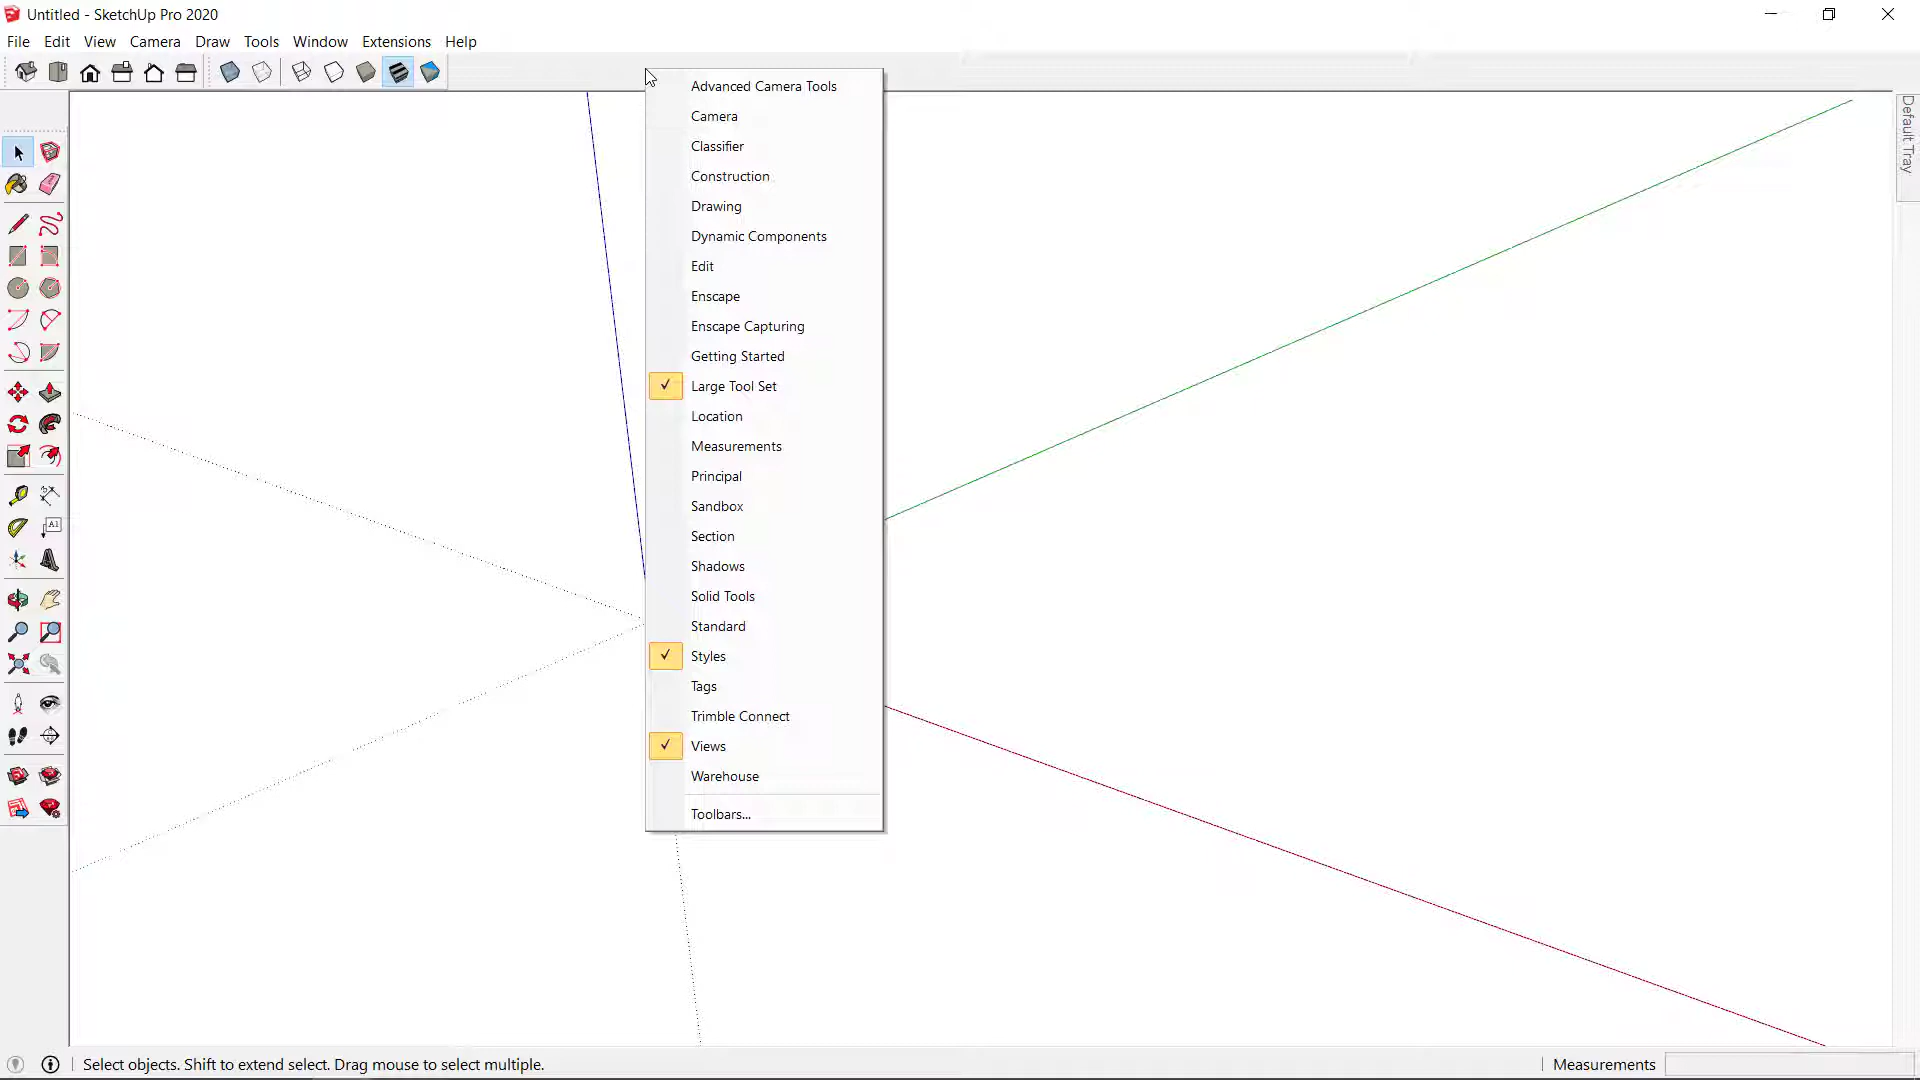 Untitled - SketchUp Pro 2020
File Edit View Camera Draw Tools Window Extensions Help
Advanced Camera Tools
Camera
Classifier
Construction
Drawing
Dynamic Components
Edit
Enscape
Enscape Capturing
Getting Started
Large Tool Set
Location
Measurements
Principal
Sandbox
Section
Shadows
Solid Tools
Standard
Styles
Tags
Trimble Connect
Views
Warehouse
Toolbars...
Default Tray
A1
Select objects. Shift to extend select. Drag mouse to select multiple.
Measurements